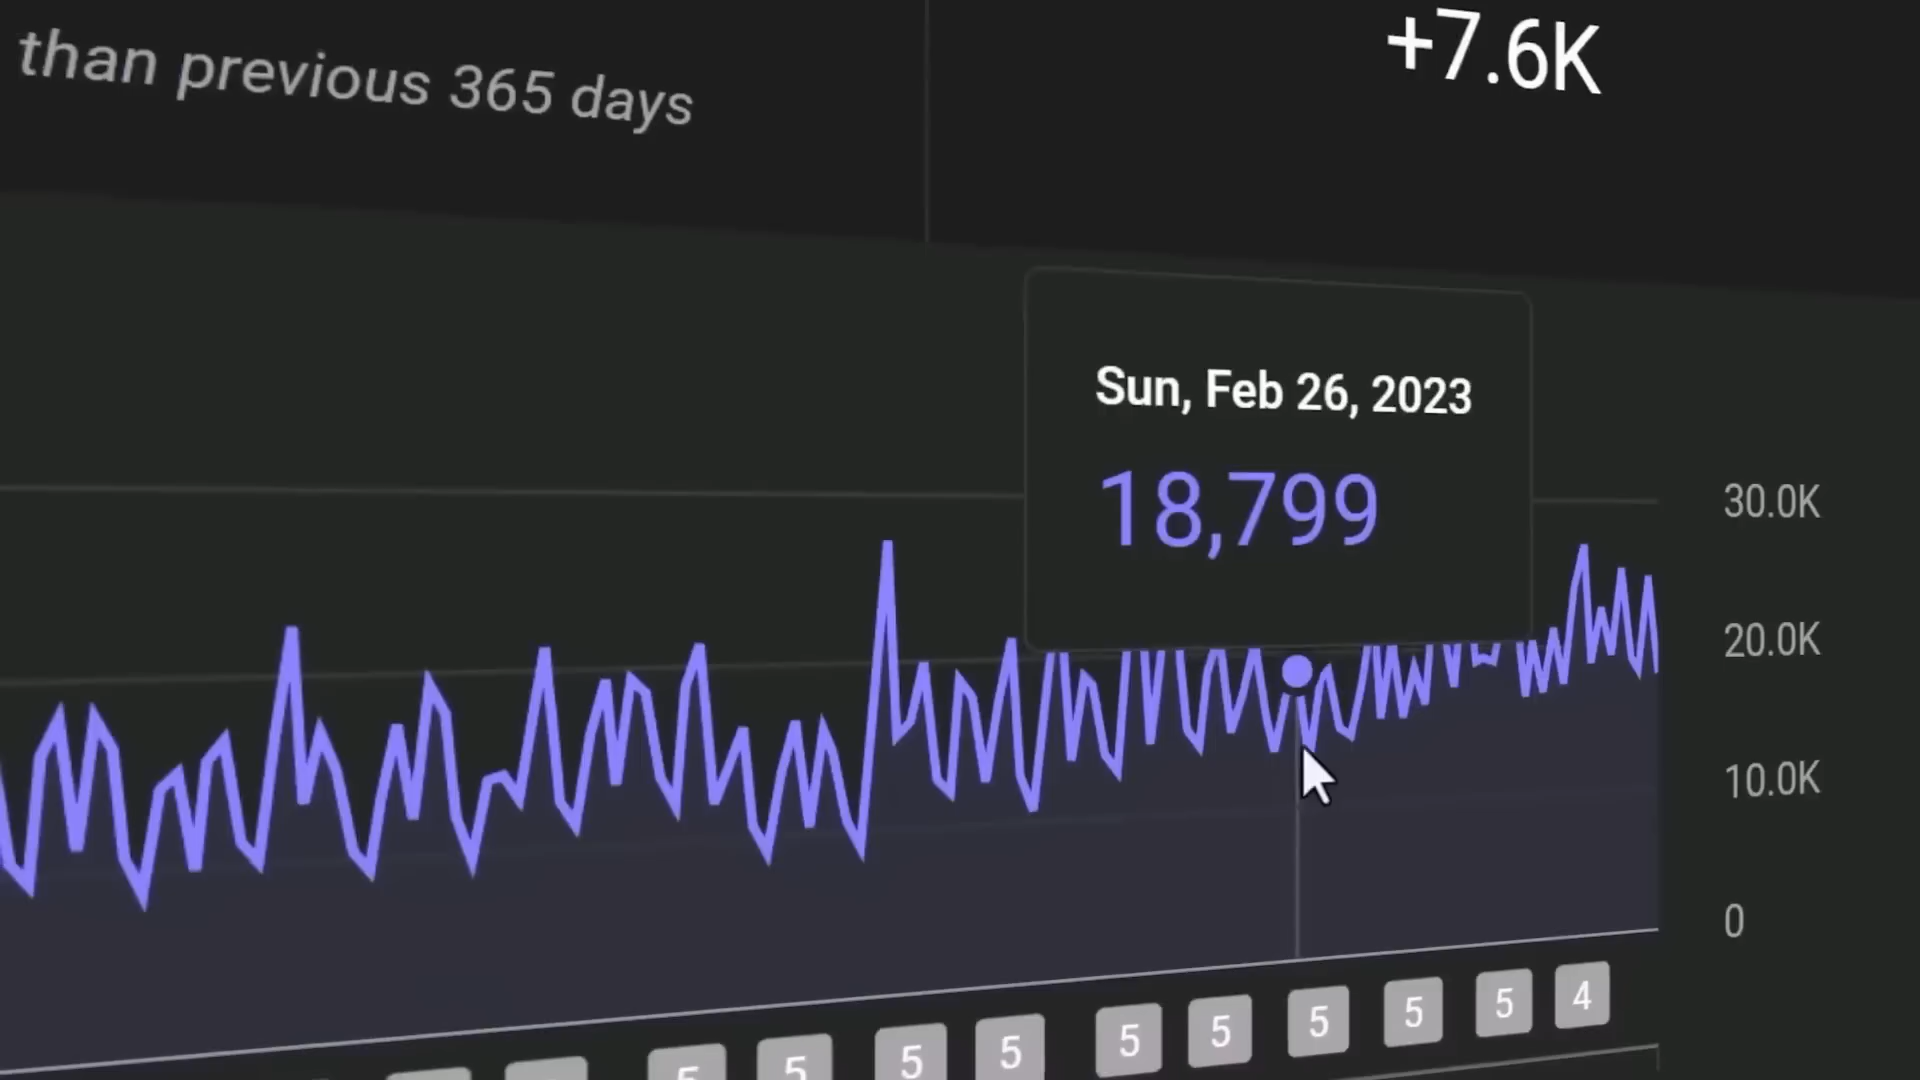 than previous 365 days
+7.6K
Sun, Feb 26, 2023
18,799
30.0K
20.0K
10.0K
0
5 5 5 5 5 5 5 5 5 4